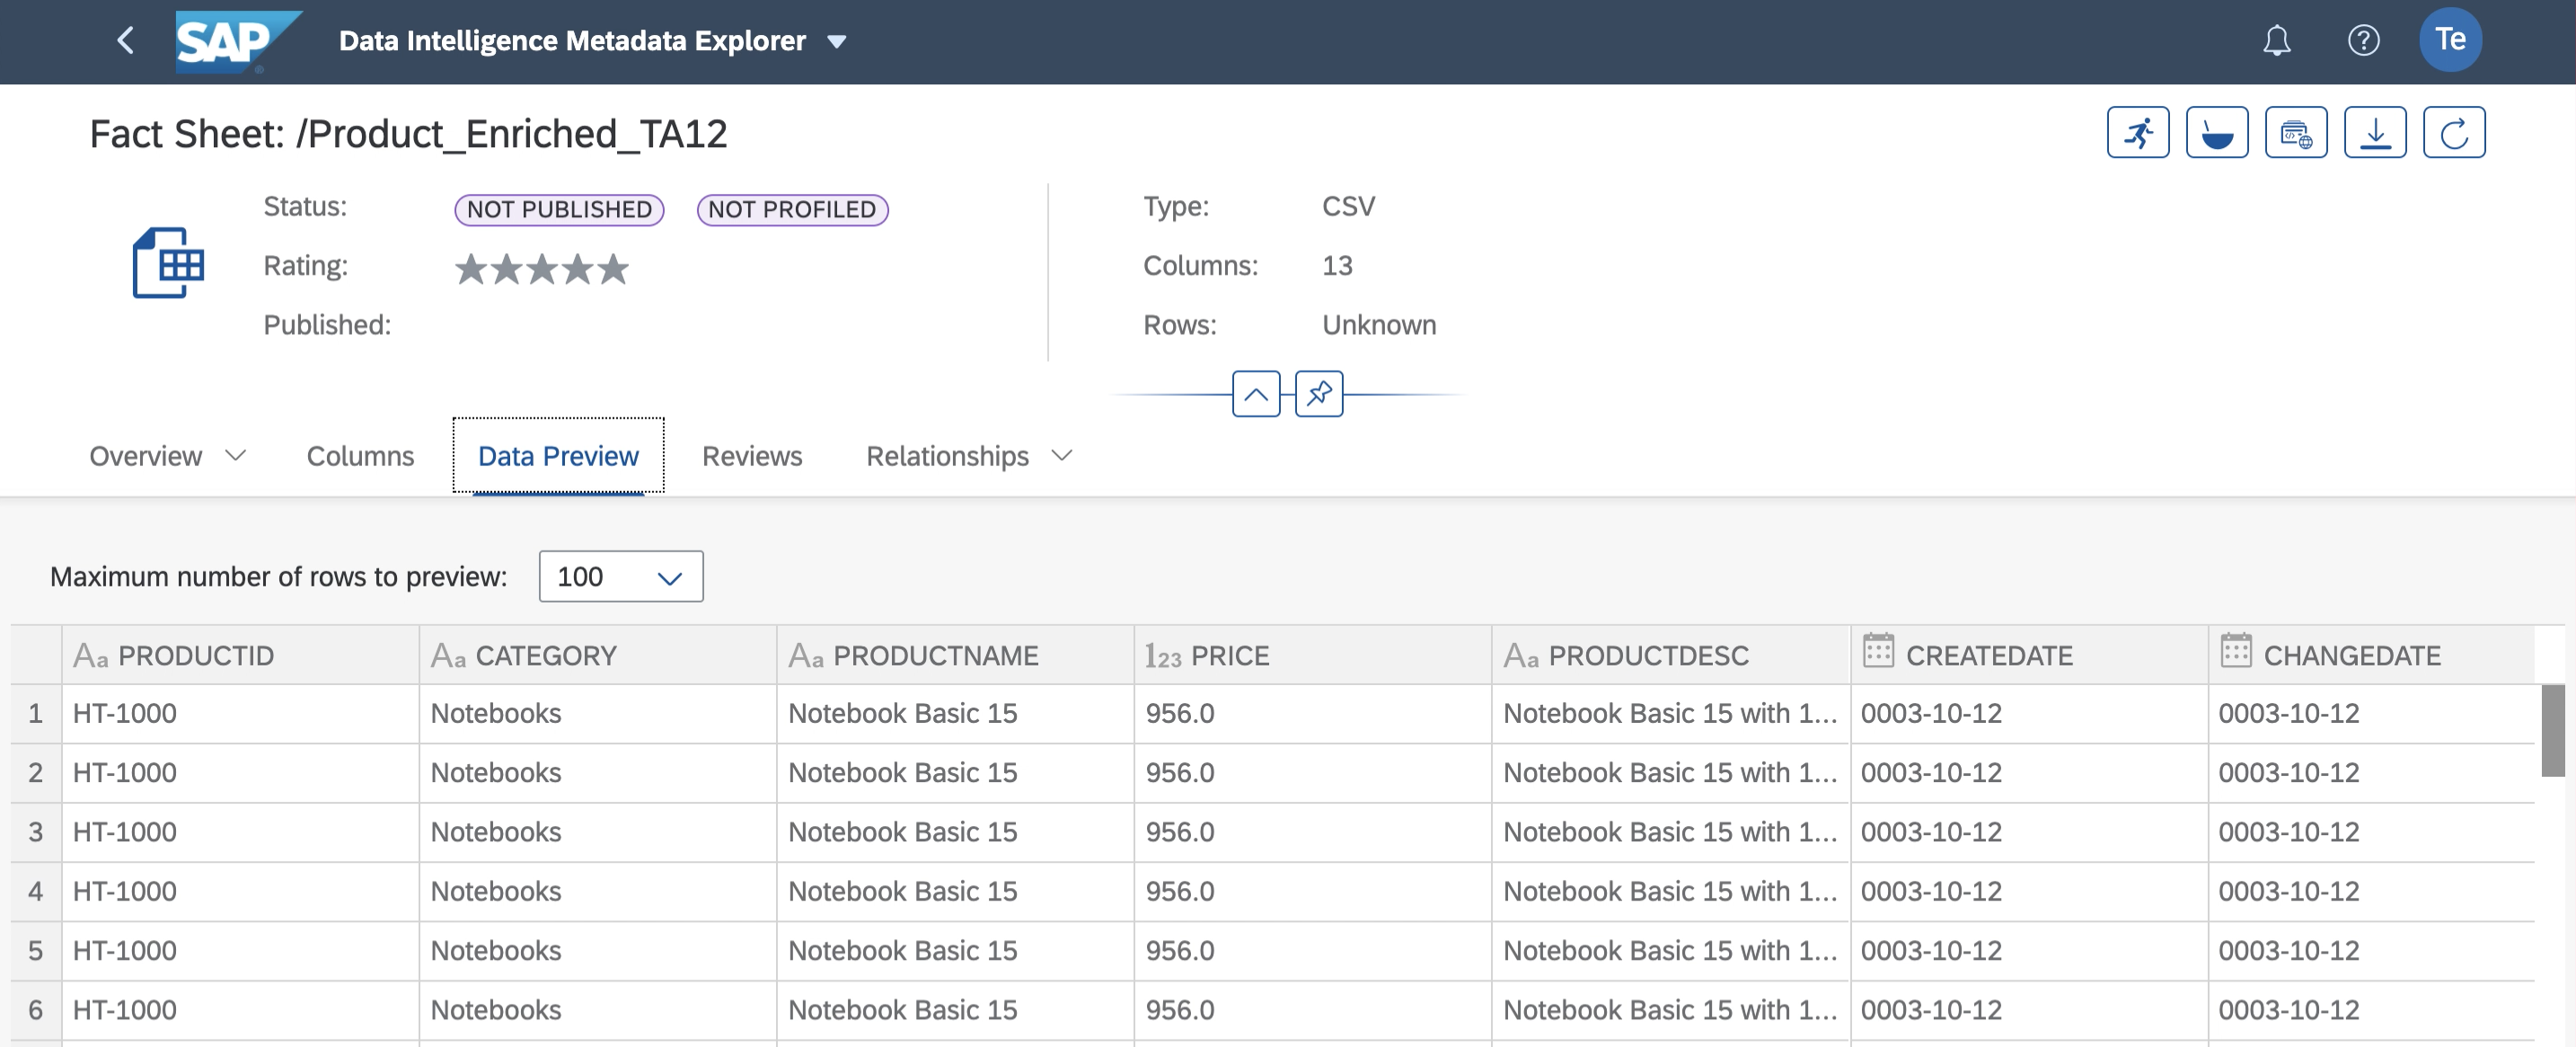 SAP Data Intelligence Metadata Explorer Te
Fact Sheet: /Product_Enriched_TA12
Status: NOT PUBLISHED NOT PROFILED
Rating:
Published:
Type: CSV
Columns: 13
Rows: Unknown
Overview Columns Data Preview Reviews Relationships
Maximum number of rows to preview: 100
Aa PRODUCTID Aa CATEGORY Aa PRODUCTNAME 123 PRICE Aa PRODUCTDESC CREATEDATE CHANGEDATE
1 HT-1000 Notebooks Notebook Basic 15 956.0 Notebook Basic 15 with 1... 0003-10-12 0003-10-12
2 HT-1000 Notebooks Notebook Basic 15 956.0 Notebook Basic 15 with 1... 0003-10-12 0003-10-12
3 HT-1000 Notebooks Notebook Basic 15 956.0 Notebook Basic 15 with 1... 0003-10-12 0003-10-12
4 HT-1000 Notebooks Notebook Basic 15 956.0 Notebook Basic 15 with 1... 0003-10-12 0003-10-12
5 HT-1000 Notebooks Notebook Basic 15 956.0 Notebook Basic 15 with 1... 0003-10-12 0003-10-12
6 HT-1000 Notebooks Notebook Basic 15 956.0 Notebook Basic 15 with 1... 0003-10-12 0003-10-12